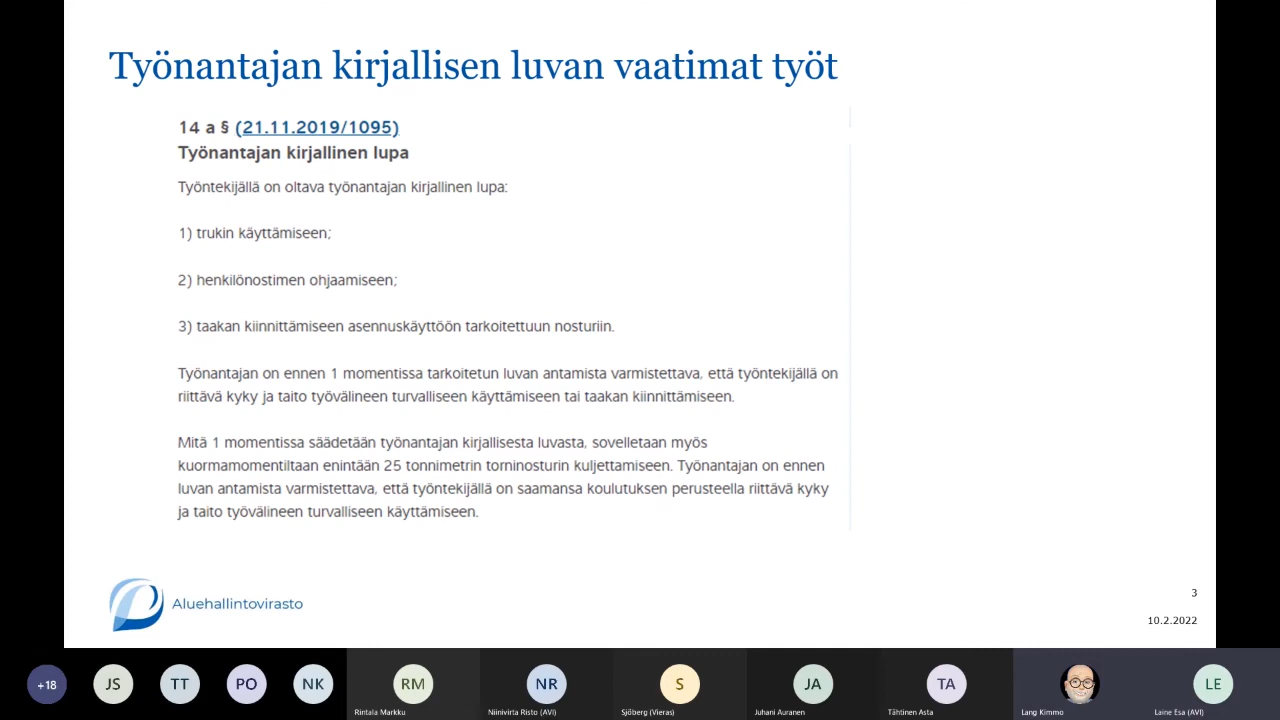 Työnantajan kirjallisen luvan vaatimat työt
14 a § (21.11.2019/1095)
Työnantajan kirjallinen lupa
Työntekijällä on oltava työnantajan kirjallinen lupa:
1) trukin käyttämiseen;
2) henkilönostimen ohjaamiseen;
3) taakan kiinnittämiseen asennuskäyttöön tarkoitettuun nosturiin.
Työnantajan on ennen 1 momentissa tarkoitetun luvan antamista varmistettava, että työntekijällä on
riittävä kyky ja taito työvälineen turvalliseen käyttämiseen tai taakan kiinnittämiseen.
Mitä 1 momentissa säädetään työnantajan kirjallisesta luvasta, sovelletaan myös
kuormamomentiltaan enintään 25 tonnimetrin torninosturin kuljettamiseen. Työnantajan on ennen
luvan antamista varmistettava, että työntekijällä on saamansa koulutuksen perusteella riittävä kyky
ja taito työvälineen turvalliseen käyttämiseen.
Aluehallintovirasto
3
10.2.2022
+18
JS
TT
PO
NK
RM
NR
S
JA
TA
LE
Rintala Markku
Niinivirta Risto (AVI)
Sjöberg (Vieras)
Juhani Auranen
Tähtinen Asta
Lang Kimmo
Laine Esa (AVI)